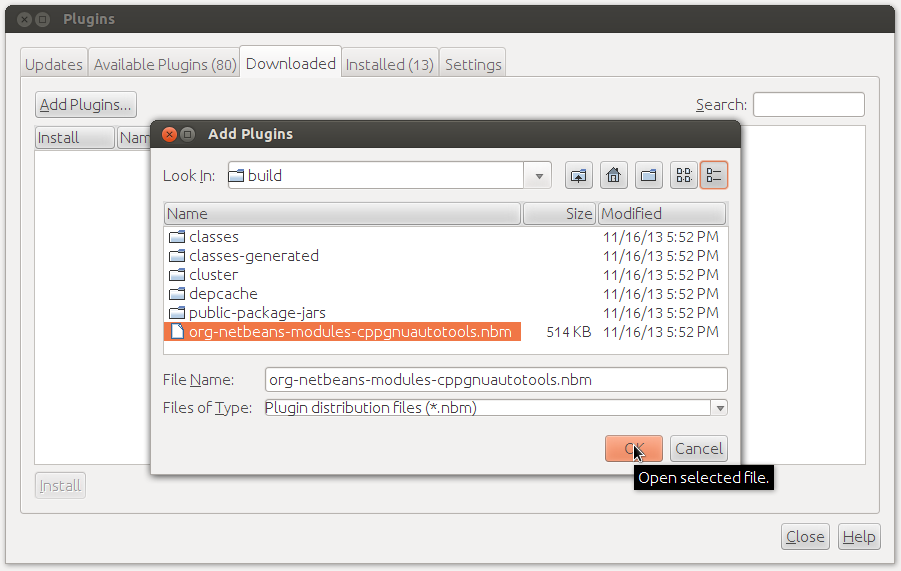 Plugins
Updates Available Plugins (80) Downloaded Installed (13) Settings
Add Plugins... Search:
Install Nam
Add Plugins
Look In: build
Name Size Modified
classes 11/16/13 5:52 PM
classes-generated 11/16/13 5:52 PM
cluster 11/16/13 5:52 PM
depcache 11/16/13 5:52 PM
public-package-jars 11/16/13 5:52 PM
org-netbeans-modules-cppgnuautotools.nbm 514 KB 11/16/13 5:52 PM
File Name: org-netbeans-modules-cppgnuautotools.nbm
Files of Type: Plugin distribution files (*.nbm)
OK Cancel
Open selected file.
Install
Close Help